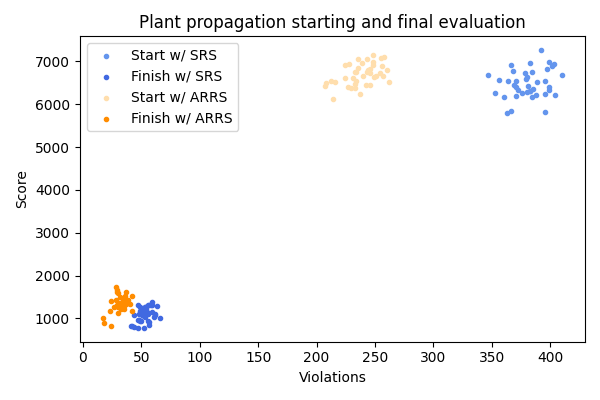 Plant propagation starting and final evaluation
Start w/ SRS
Finish w/ SRS
Start w/ ARRS
Finish w/ ARRS
Score
7000
6000
5000
4000
3000
2000
1000
0 50 100 150 200 250 300 350 400
Violations